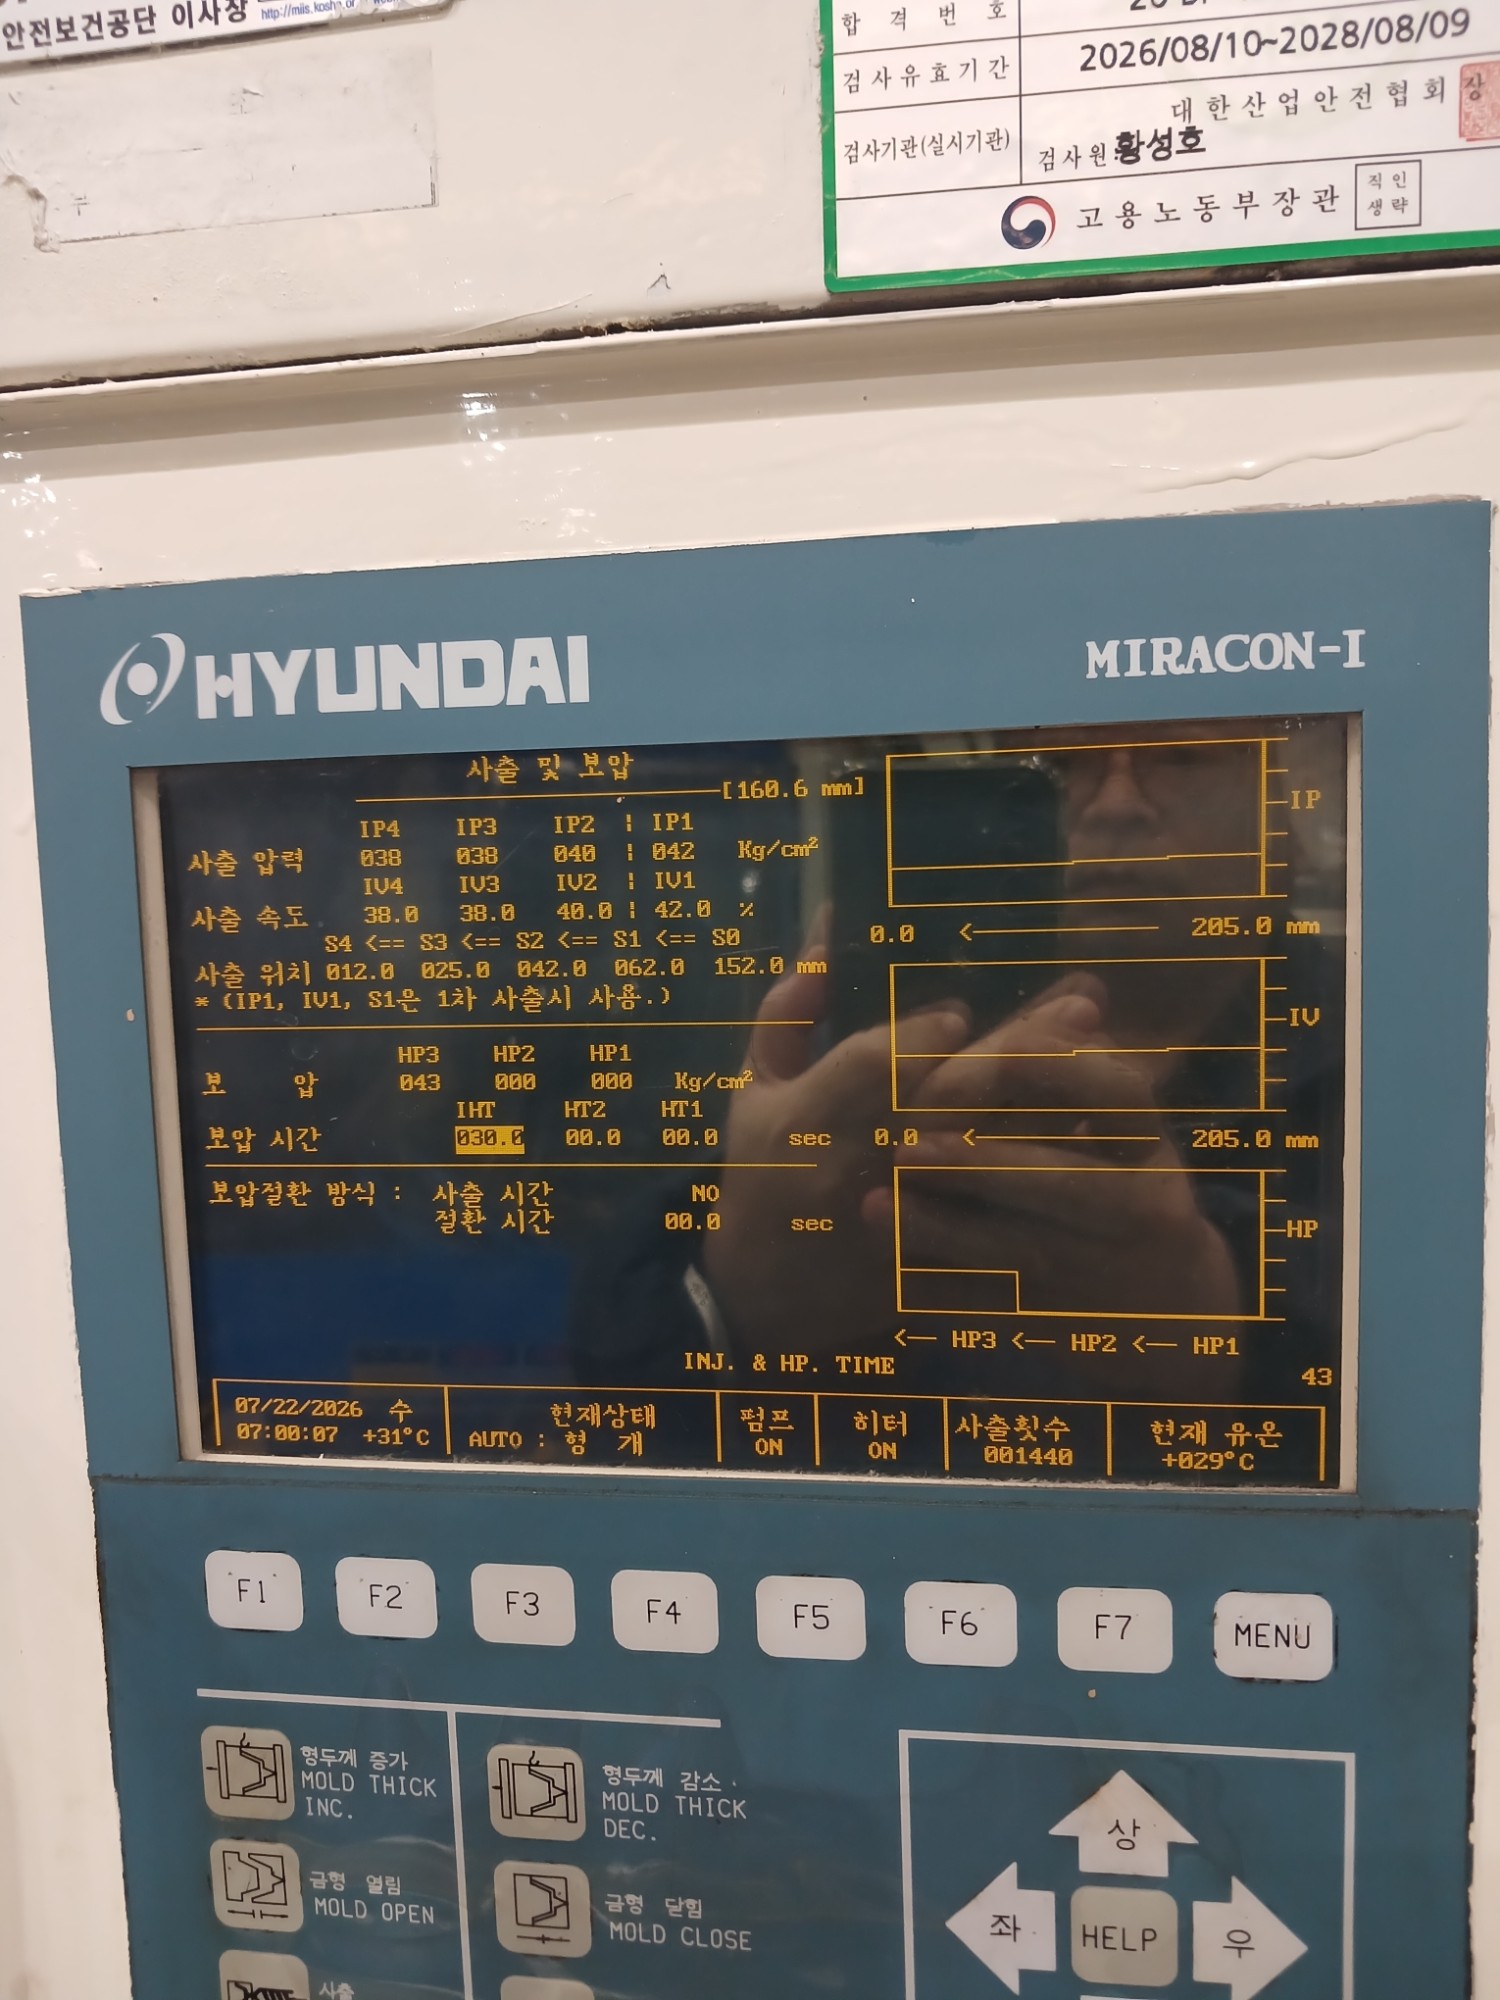 안전보건공단 이사장
합격번호
검사유효기간 2026/08/10~2028/08/09
대한산업안전협회 장
검사기관(실시기관) 검사원: 황성호
고용노동부장관 직인생략
HYUNDAI MIRACON-I
사출 및 보압
[160.6 mm]
IP4 IP3 IP2 ¦ IP1
사출 압력 038 038 040 ¦ 042 Kg/cm²
IV4 IV3 IV2 ¦ IV1
사출 속도 38.0 38.0 40.0 ¦ 42.0 %
S4 <== S3 <== S2 <== S1 <== S0
사출 위치 012.0 025.0 042.0 062.0 152.0 mm
* (IP1, IV1, S1은 1차 사출시 사용.)
HP3 HP2 HP1
보 압 043 000 000 Kg/cm²
IHT HT2 HT1
보압 시간 030.0 00.0 00.0 sec
보압절환 방식 : 사출 시간 NO
절환 시간 00.0 sec
IP
0.0 <— 205.0 mm
IV
0.0 <— 205.0 mm
HP
<— HP3 <— HP2 <— HP1
INJ. & HP. TIME
43
07/22/2026 수
07:00:07 +31°C
현재상태
AUTO : 형 개
펌프
ON
히터
ON
사출횟수
001440
현재 유온
+029°C
F1 F2 F3 F4 F5 F6 F7 MENU
형두께 증가
MOLD THICK
INC.
형두께 감소
MOLD THICK
DEC.
금형 열림
MOLD OPEN
금형 닫힘
MOLD CLOSE
사출
상
좌 HELP 우